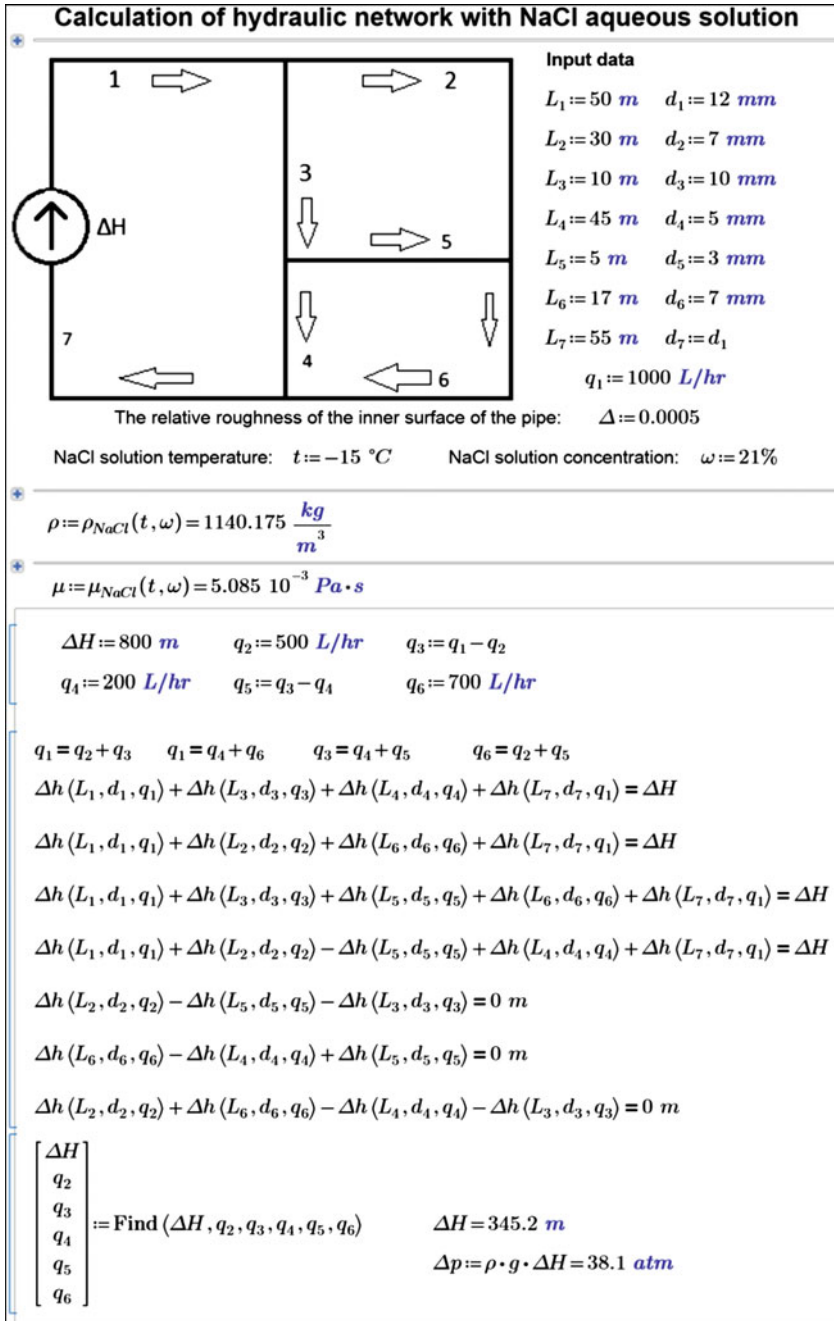 Calculation of hydraulic network with NaCl aqueous solution
1
2
3
ΔH
5
7
4
6
Input data
L₁:=50 m d₁:=12 mm
L₂:=30 m d₂:=7 mm
L₃:=10 m d₃:=10 mm
L₄:=45 m d₄:=5 mm
L₅:=5 m d₅:=3 mm
L₆:=17 m d₆:=7 mm
L₇:=55 m d₇:=d₁
q₁:=1000 L/hr
The relative roughness of the inner surface of the pipe: Δ:=0.0005
NaCl solution temperature: t:=−15 °C NaCl solution concentration: ω:=21%
ρ:=ρ_NaCl(t,ω)=1140.175 kg/m³
μ:=μ_NaCl(t,ω)=5.085 10⁻³ Pa·s
ΔH:=800 m q₂:=500 L/hr q₃:=q₁−q₂
q₄:=200 L/hr q₅:=q₃−q₄ q₆:=700 L/hr
q₁=q₂+q₃ q₁=q₄+q₆ q₃=q₄+q₅ q₆=q₂+q₅
Δh(L₁,d₁,q₁)+Δh(L₃,d₃,q₃)+Δh(L₄,d₄,q₄)+Δh(L₇,d₇,q₁)=ΔH
Δh(L₁,d₁,q₁)+Δh(L₂,d₂,q₂)+Δh(L₆,d₆,q₆)+Δh(L₇,d₇,q₁)=ΔH
Δh(L₁,d₁,q₁)+Δh(L₃,d₃,q₃)+Δh(L₅,d₅,q₅)+Δh(L₆,d₆,q₆)+Δh(L₇,d₇,q₁)=ΔH
Δh(L₁,d₁,q₁)+Δh(L₂,d₂,q₂)−Δh(L₅,d₅,q₅)+Δh(L₄,d₄,q₄)+Δh(L₇,d₇,q₁)=ΔH
Δh(L₂,d₂,q₂)−Δh(L₅,d₅,q₅)−Δh(L₃,d₃,q₃)=0 m
Δh(L₆,d₆,q₆)−Δh(L₄,d₄,q₄)+Δh(L₅,d₅,q₅)=0 m
Δh(L₂,d₂,q₂)+Δh(L₆,d₆,q₆)−Δh(L₄,d₄,q₄)−Δh(L₃,d₃,q₃)=0 m
ΔH
q₂
q₃
q₄
q₅
q₆
:=Find(ΔH,q₂,q₃,q₄,q₅,q₆)
ΔH=345.2 m
Δp:=ρ·g·ΔH=38.1 atm